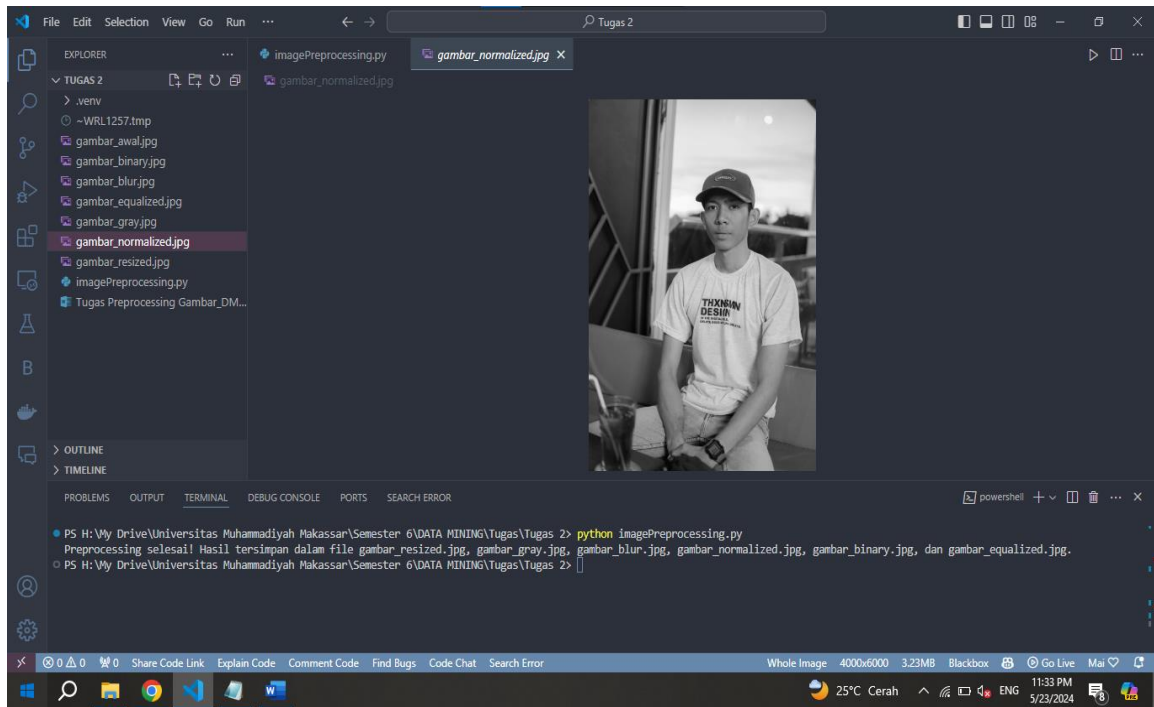 File Edit Selection View Go Run ··· Tugas 2
EXPLORER ···
TUGAS 2
.venv
~WRL1257.tmp
gambar_awal.jpg
gambar_binary.jpg
gambar_blur.jpg
gambar_equalized.jpg
gambar_gray.jpg
gambar_normalized.jpg
gambar_resized.jpg
imagePreprocessing.py
Tugas Preprocessing Gambar_DM...
OUTLINE
TIMELINE
imagePreprocessing.py gambar_normalized.jpg
gambar_normalized.jpg
DESIIN
PROBLEMS OUTPUT TERMINAL DEBUG CONSOLE PORTS SEARCH ERROR powershell
PS H:\My Drive\Universitas Muhammadiyah Makassar\Semester 6\DATA MINING\Tugas\Tugas 2> python imagePreprocessing.py
Preprocessing selesai! Hasil tersimpan dalam file gambar_resized.jpg, gambar_gray.jpg, gambar_blur.jpg, gambar_normalized.jpg, gambar_binary.jpg, dan gambar_equalized.jpg.
PS H:\My Drive\Universitas Muhammadiyah Makassar\Semester 6\DATA MINING\Tugas\Tugas 2>
0 0 0 Share Code Link Explain Code Comment Code Find Bugs Code Chat Search Error Whole Image 4000x6000 3.23MB Blackbox Go Live Mai
25°C Cerah ENG 11:33 PM
5/23/2024 8